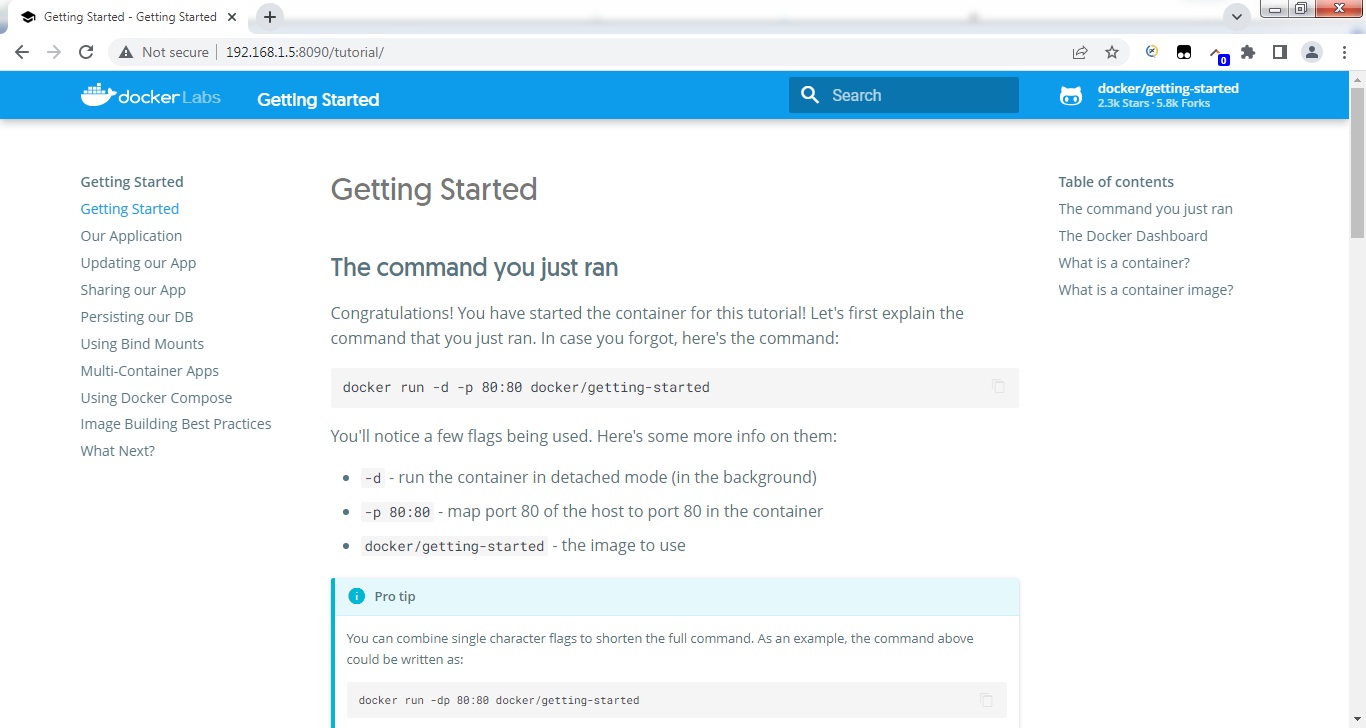 Getting Started - Getting Started
Not secure 192.168.1.5:8090/tutorial/
0
docker Labs
Getting Started
Search
docker/getting-started
2.3k Stars · 5.8k Forks
Getting Started
Getting Started
Our Application
Updating our App
Sharing our App
Persisting our DB
Using Bind Mounts
Multi-Container Apps
Using Docker Compose
Image Building Best Practices
What Next?
Getting Started
The command you just ran
Congratulations! You have started the container for this tutorial! Let's first explain the
command that you just ran. In case you forgot, here's the command:
docker run -d -p 80:80 docker/getting-started
You'll notice a few flags being used. Here's some more info on them:
-d - run the container in detached mode (in the background)
-p 80:80 - map port 80 of the host to port 80 in the container
docker/getting-started - the image to use
Pro tip
You can combine single character flags to shorten the full command. As an example, the command above
could be written as:
docker run -dp 80:80 docker/getting-started
Table of contents
The command you just ran
The Docker Dashboard
What is a container?
What is a container image?